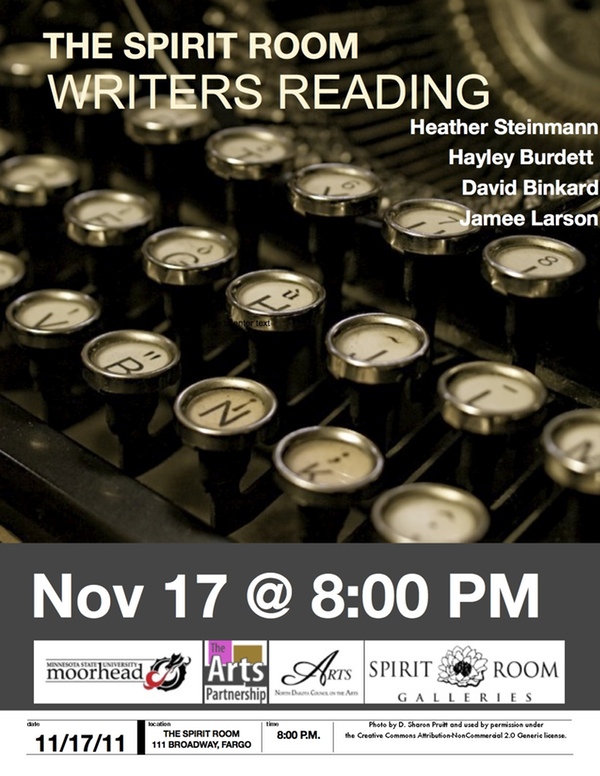 THE SPIRIT ROOM
WRITERS READING
Heather Steinmann
Hayley Burdett
David Binkard
Jamee Larson
enter text
Nov 17 @ 8:00 PM
MINNESOTA STATE UNIVERSITY
moorhead
The
Arts
Partnership
ARTS
NORTH DAKOTA COUNCIL ON THE ARTS
SPIRIT ROOM
GALLERIES
date
11/17/11
location
THE SPIRIT ROOM
111 BROADWAY, FARGO
time
8:00 P.M.
Photo by D. Sharon Pruitt and used by permission under
the Creative Commons Attribution-NonCommercial 2.0 Generic license.